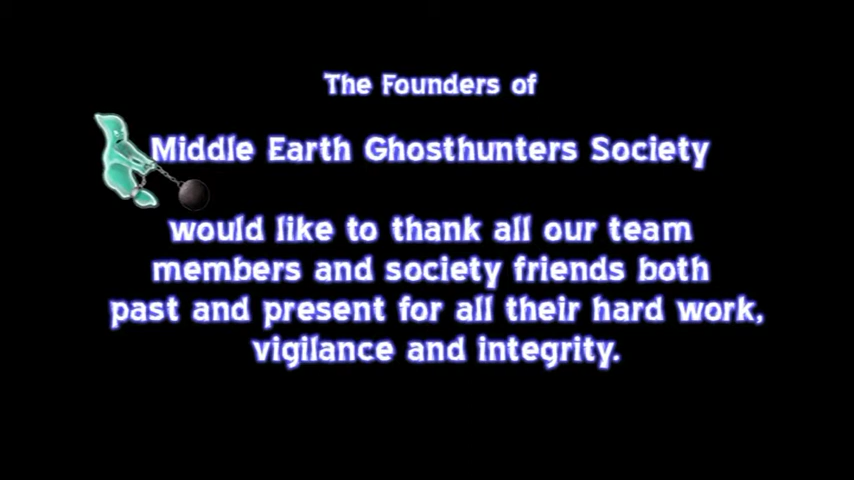 The Founders of
Middle Earth Ghosthunters Society
would like to thank all our team
members and society friends both
past and present for all their hard work,
vigilance and integrity.